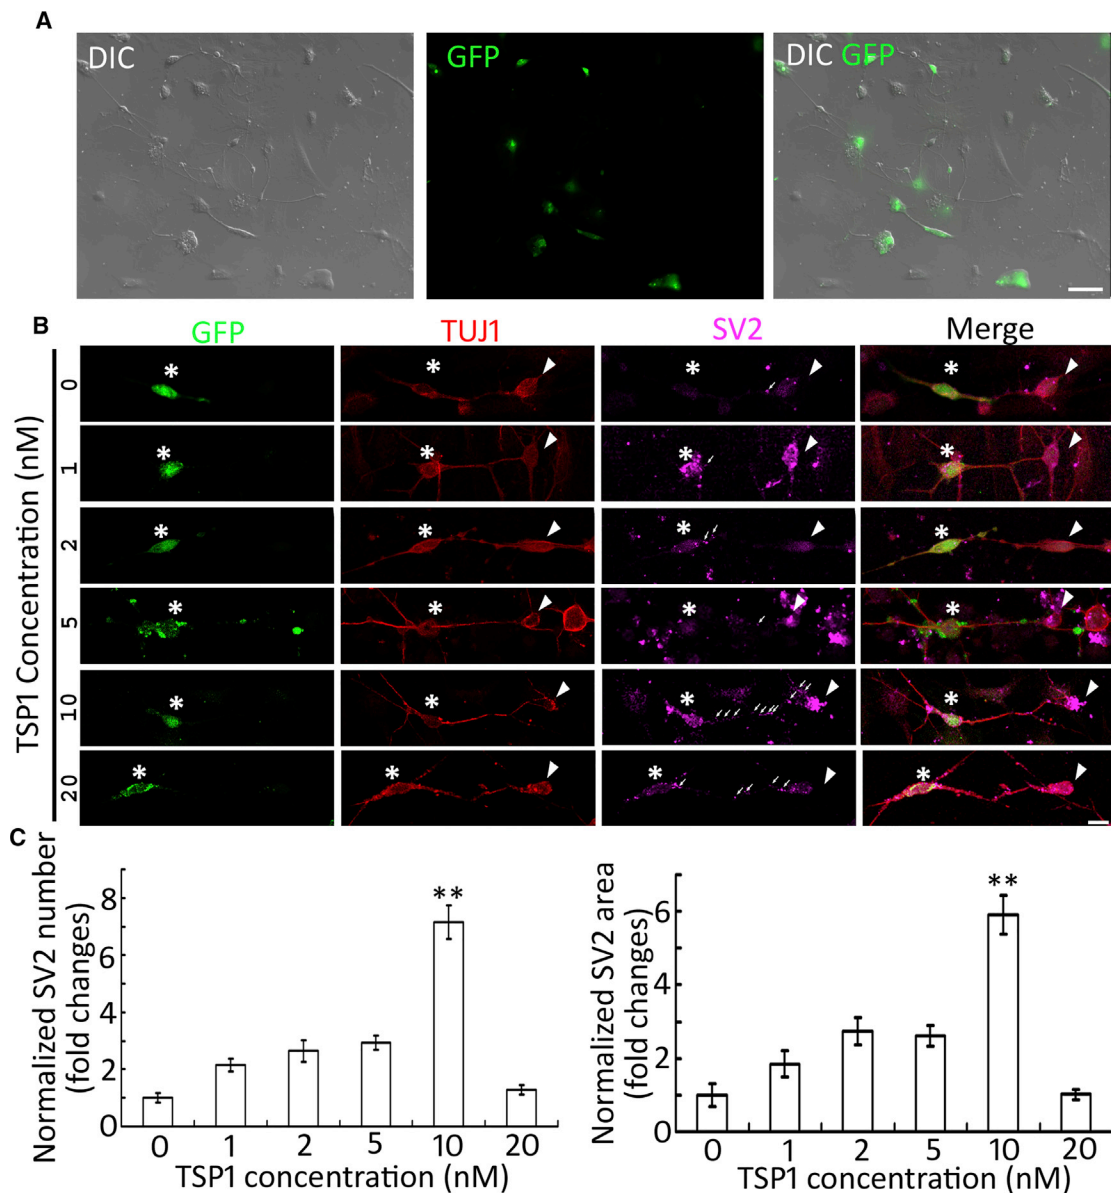 A
DIC
GFP
DIC GFP
B
GFP
TUJ1
SV2
Merge
TSP1 Concentration (nM)
0
*
*
*
*
1
*
*
*
*
2
*
*
*
*
5
*
*
*
*
10
*
*
*
*
20
*
*
*
*
C
Normalized SV2 number
(fold changes)
8
6
4
2
0
**
0 1 2 5 10 20
TSP1 concentration (nM)
Normalized SV2 area
(fold changes)
6
4
2
0
**
0 1 2 5 10 20
TSP1 concentration (nM)